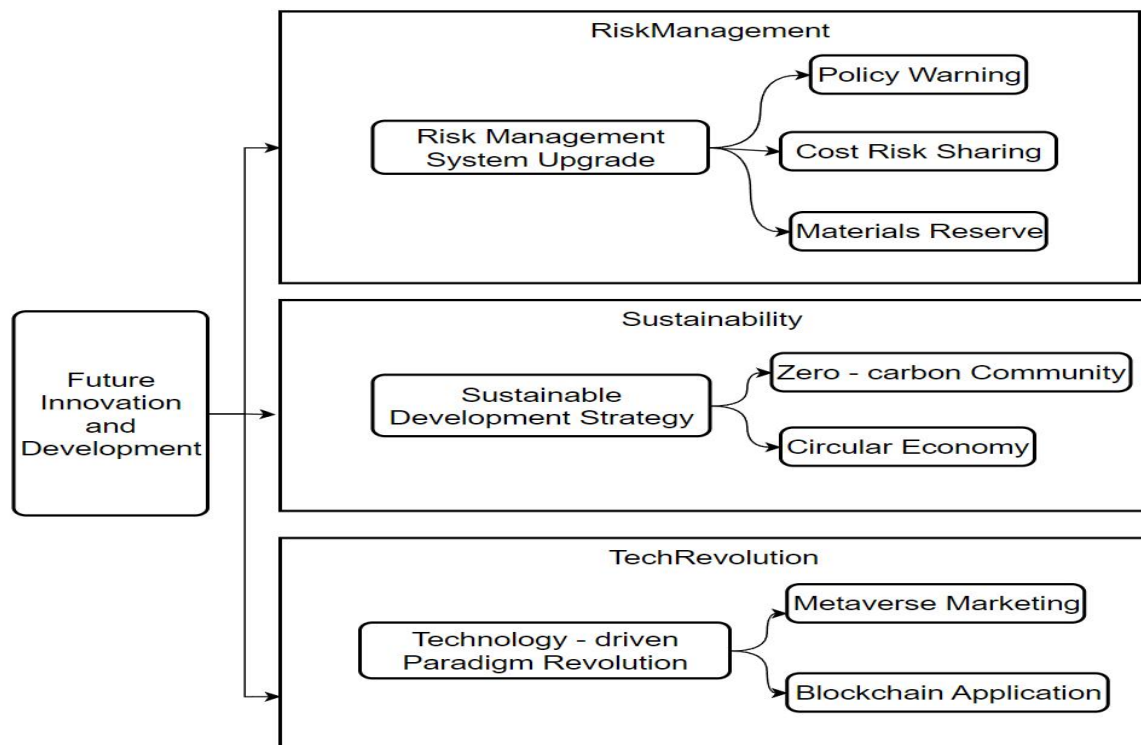 RiskManagement
Policy Warning
Risk Management
System Upgrade
Cost Risk Sharing
Materials Reserve
Future
Innovation
and
Development
Sustainability
Zero - carbon Community
Sustainable
Development Strategy
Circular Economy
TechRevolution
Metaverse Marketing
Technology - driven
Paradigm Revolution
Blockchain Application